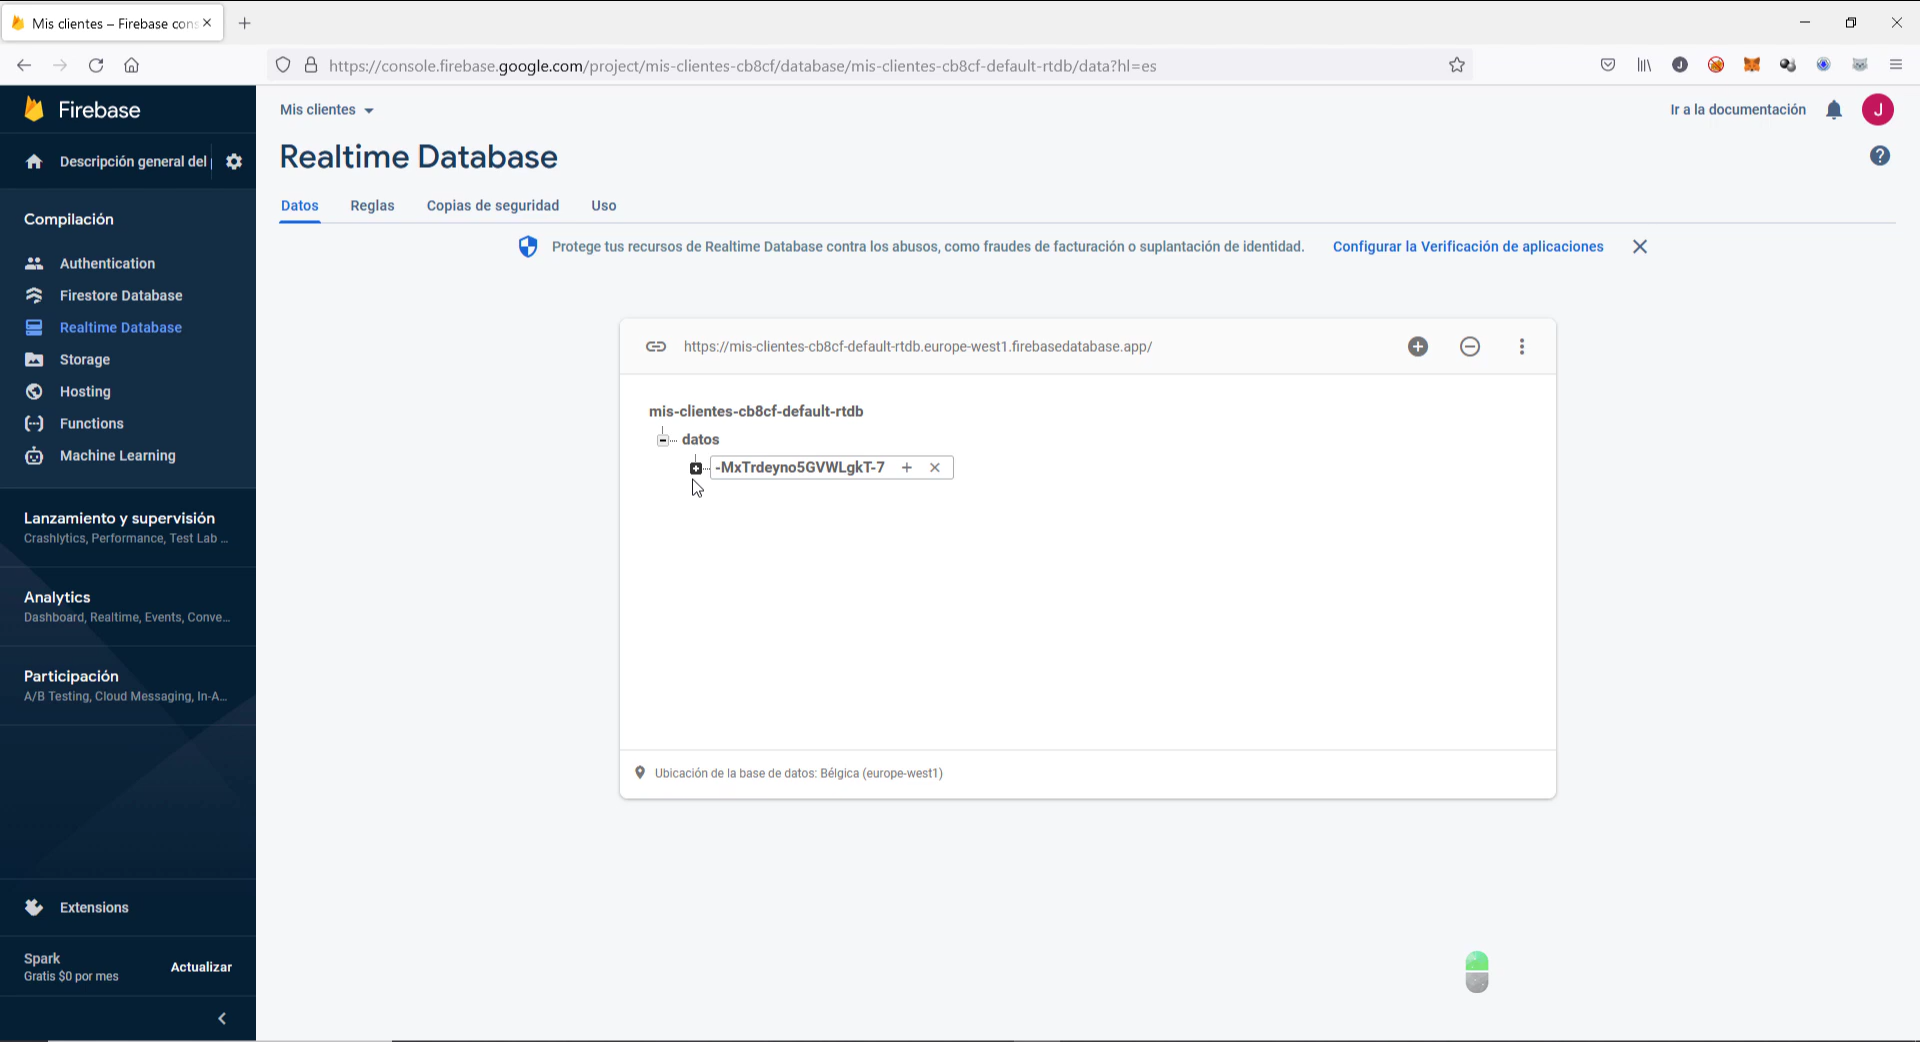 Mis clientes – Firebase cons
https://console.firebase.google.com/project/mis-clientes-cb8cf/database/mis-clientes-cb8cf-default-rtdb/data?hl=es
Firebase
Mis clientes
Ir a la documentación
J
Descripción general del
Realtime Database
Datos
Reglas
Copias de seguridad
Uso
Compilación
Protege tus recursos de Realtime Database contra los abusos, como fraudes de facturación o suplantación de identidad.
Configurar la Verificación de aplicaciones
Authentication
Firestore Database
Realtime Database
Storage
Hosting
Functions
Machine Learning
https://mis-clientes-cb8cf-default-rtdb.europe-west1.firebasedatabase.app/
mis-clientes-cb8cf-default-rtdb
datos
-MxTrdeyno5GVWLgkT-7
Lanzamiento y supervisión
Crashlytics, Performance, Test Lab ...
Analytics
Dashboard, Realtime, Events, Conve...
Participación
A/B Testing, Cloud Messaging, In-A...
Ubicación de la base de datos: Bélgica (europe-west1)
Extensions
Spark
Gratis $0 por mes
Actualizar